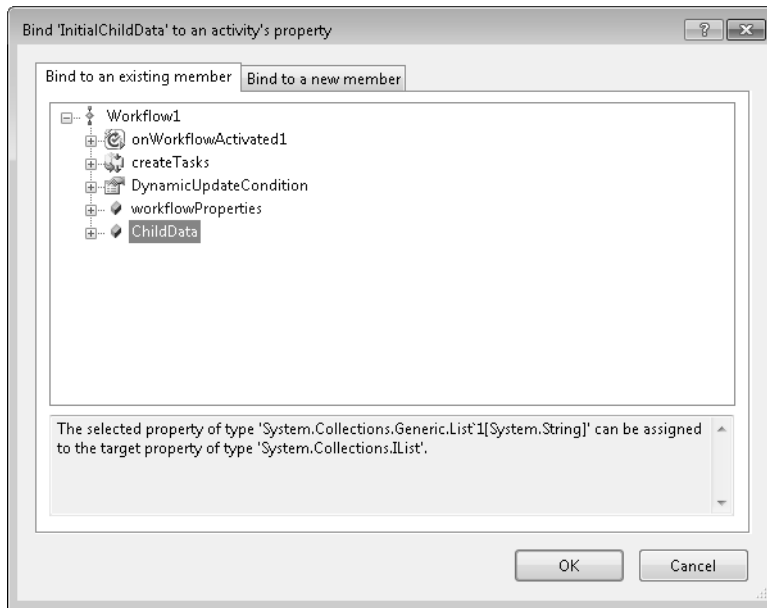 Bind 'InitialChildData' to an activity's property
Bind to an existing member
Bind to a new member
Workflow1
onWorkflowActivated1
createTasks
DynamicUpdateCondition
workflowProperties
ChildData
The selected property of type 'System.Collections.Generic.List`1[System.String]' can be assigned
to the target property of type 'System.Collections.IList'.
OK
Cancel